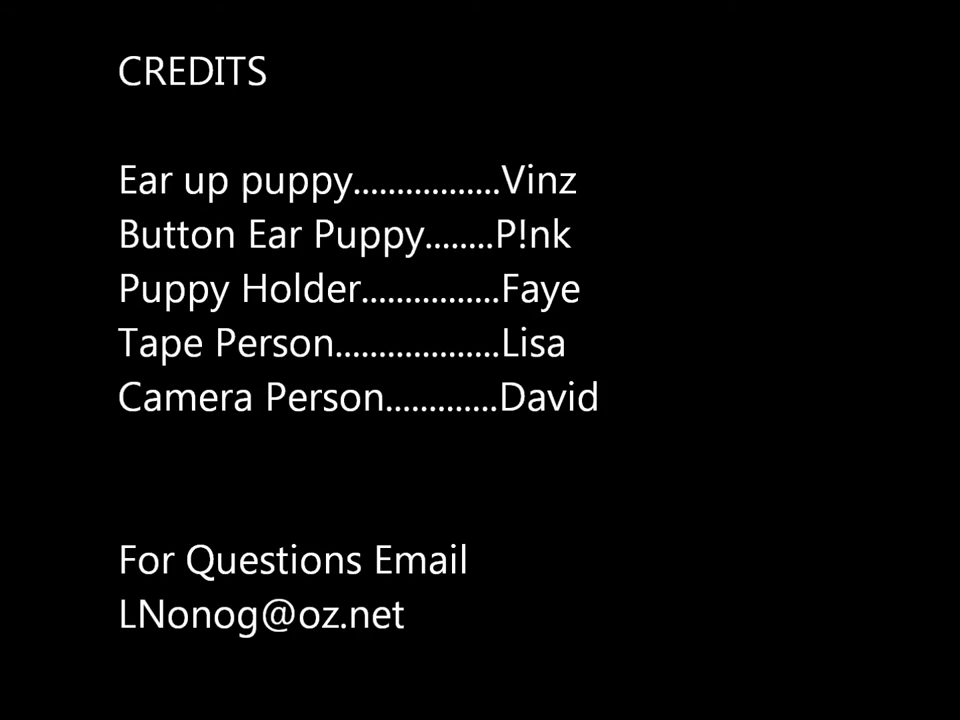 CREDITS
Ear up puppy.................Vinz
Button Ear Puppy........P!nk
Puppy Holder................Faye
Tape Person...................Lisa
Camera Person.............David
For Questions Email
LNonog@oz.net